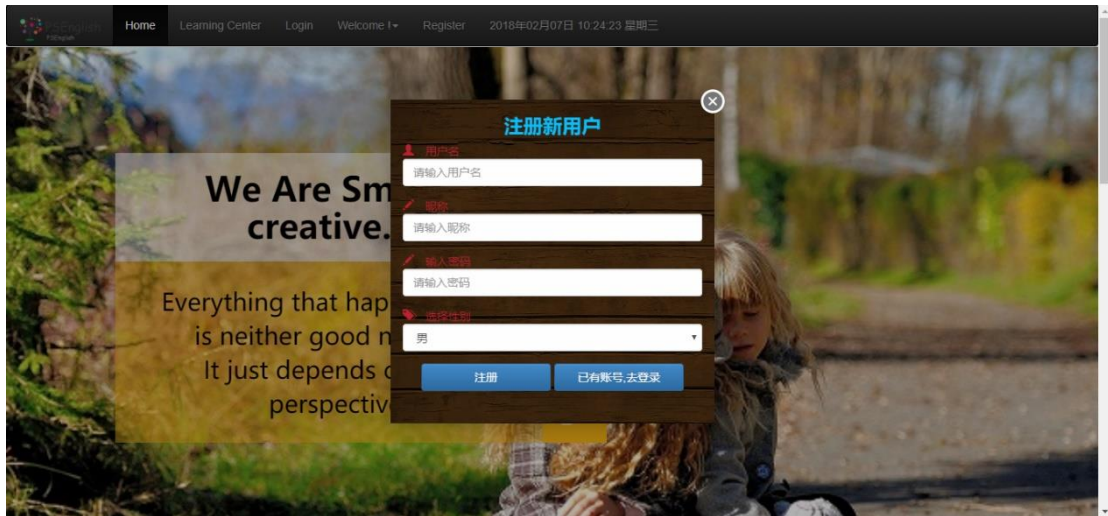 PSEnglish
PSEnglish
Home Learning Center Login Welcome ! Register 2018年02月07日 10:24:23 星期三
注册新用户
用户名
请输入用户名
昵称
请输入昵称
输入密码
请输入密码
选择性别
男
注册 已有账号,去登录
We Are Sm
creative.
Everything that hap
is neither good n
It just depends o
perspectiv